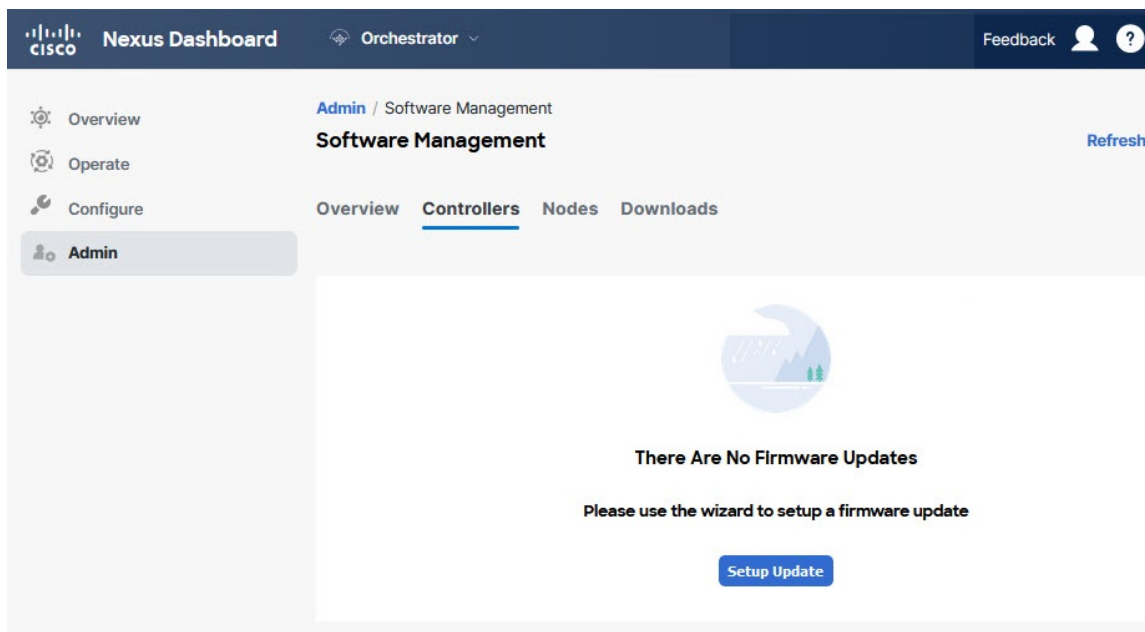 cisco Nexus Dashboard Orchestrator Feedback ?
Overview
Operate
Configure
Admin
Admin / Software Management
Software Management
Refresh
Overview Controllers Nodes Downloads
There Are No Firmware Updates
Please use the wizard to setup a firmware update
Setup Update